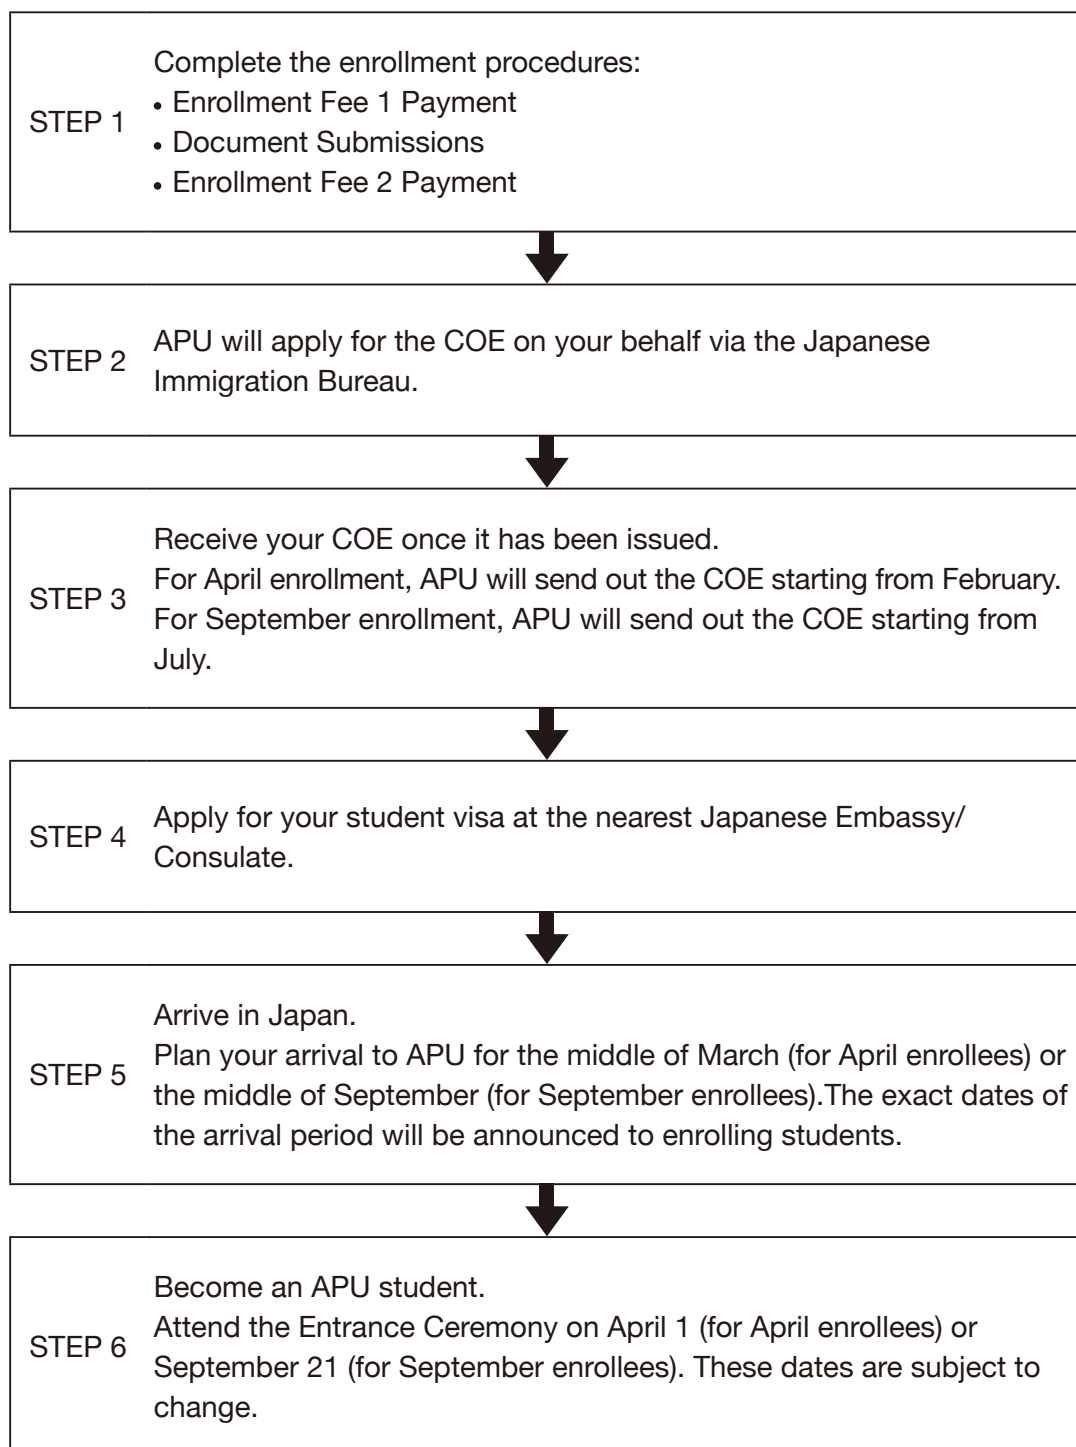 STEP 1
Complete the enrollment procedures:
• Enrollment Fee 1 Payment
• Document Submissions
• Enrollment Fee 2 Payment
STEP 2
APU will apply for the COE on your behalf via the Japanese
Immigration Bureau.
STEP 3
Receive your COE once it has been issued.
For April enrollment, APU will send out the COE starting from February.
For September enrollment, APU will send out the COE starting from
July.
STEP 4
Apply for your student visa at the nearest Japanese Embassy/
Consulate.
STEP 5
Arrive in Japan.
Plan your arrival to APU for the middle of March (for April enrollees) or
the middle of September (for September enrollees).The exact dates of
the arrival period will be announced to enrolling students.
STEP 6
Become an APU student.
Attend the Entrance Ceremony on April 1 (for April enrollees) or
September 21 (for September enrollees). These dates are subject to
change.